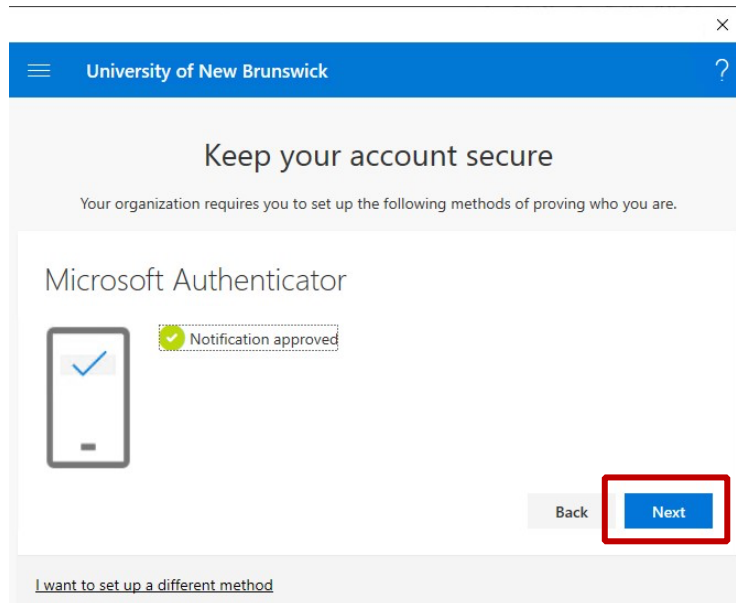 University of New Brunswick
?
Keep your account secure
Your organization requires you to set up the following methods of proving who you are.
Microsoft Authenticator
Notification approved
Back Next
I want to set up a different method